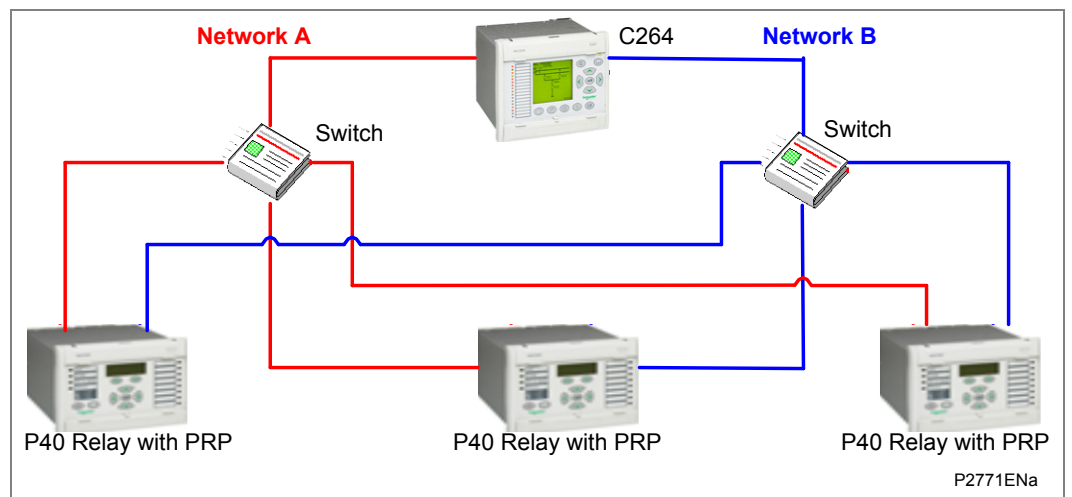 Network A
C264
Network B
Switch
Switch
P40 Relay with PRP
P40 Relay with PRP
P40 Relay with PRP
P2771ENa